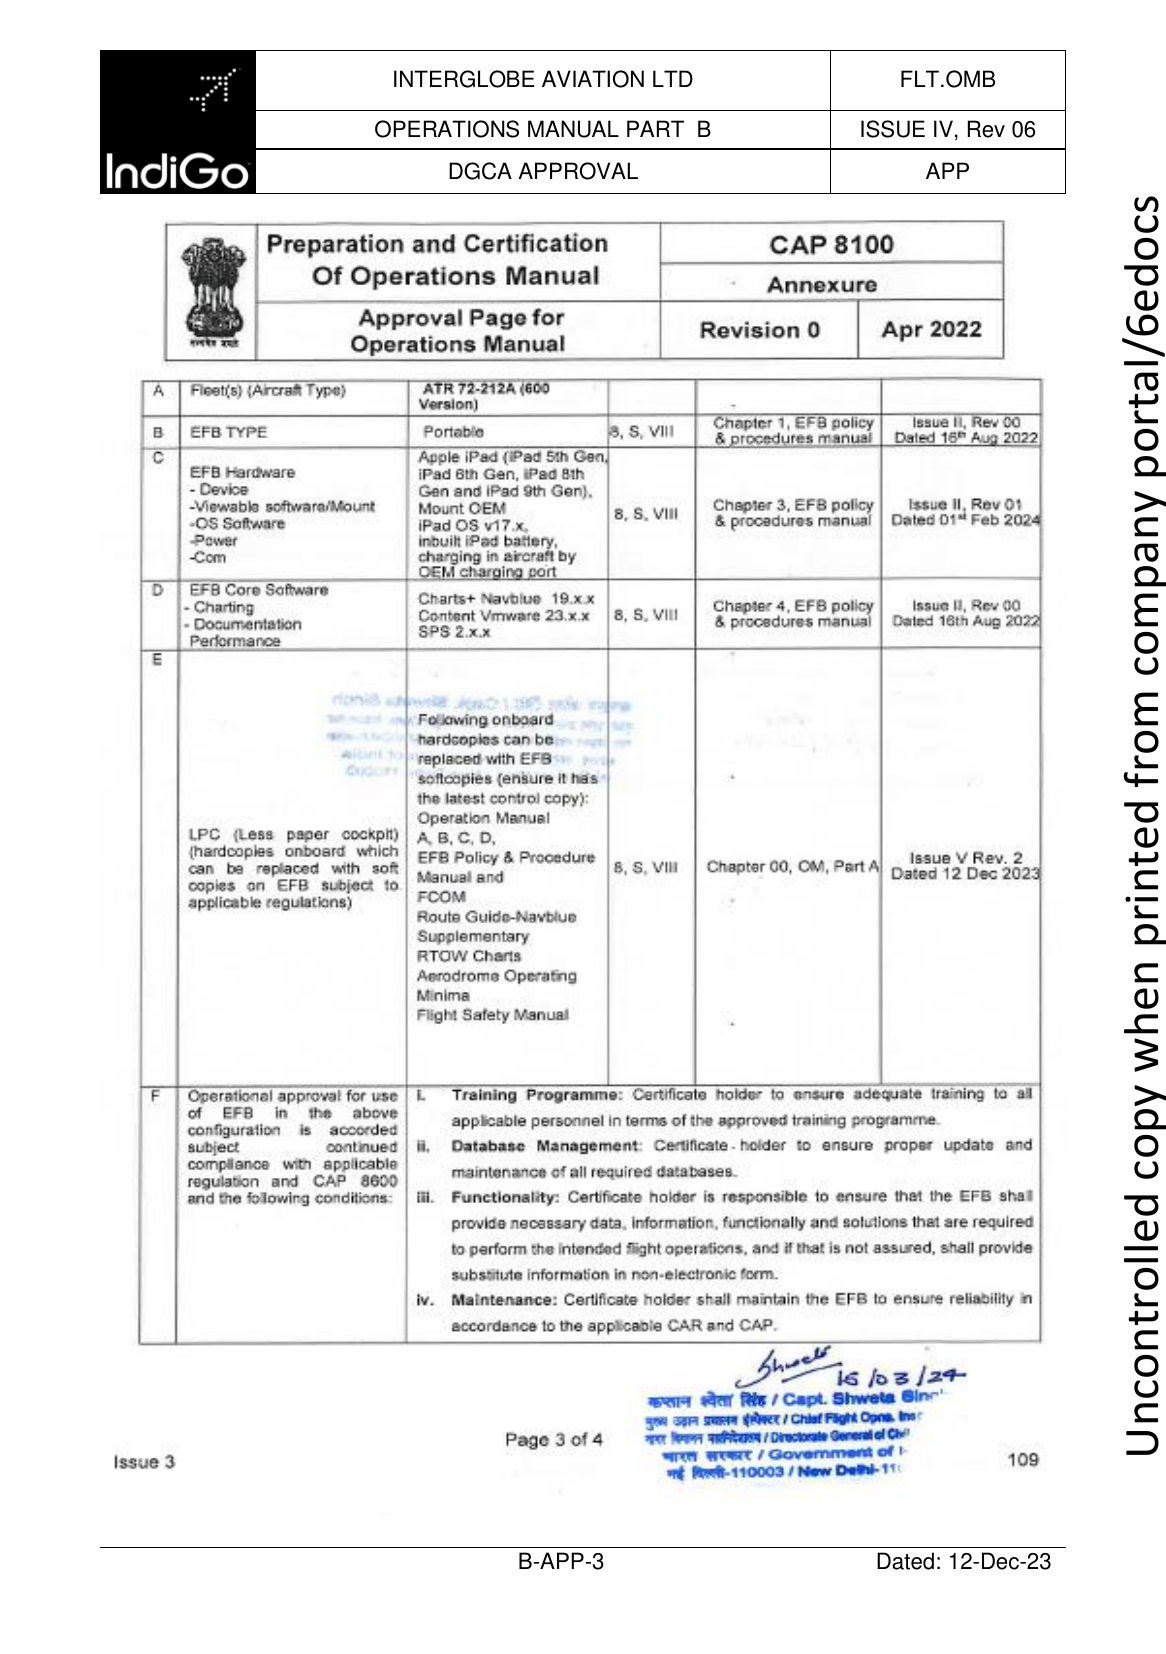 INTERGLOBE AVIATION LTD
FLT.OMB
OPERATIONS MANUAL PART B
ISSUE IV, Rev 06
IndiGo
DGCA APPROVAL
APP
Preparation and Certification
Of Operations Manual
CAP 8100
Annexure
Approval Page for
Operations Manual
Revision 0
Apr 2022
सत्यमेव जयते
A
Fleet(s) (Aircraft Type)
ATR 72-212A (600
Version)
B
EFB TYPE
Portable
8, S, VIII
Chapter 1, EFB policy
& procedures manual
Issue II, Rev 00
Dated 16th Aug 2022
C
EFB Hardware
- Device
-Viewable software/Mount
-OS Software
-Power
-Com
Apple iPad (iPad 5th Gen,
iPad 6th Gen, iPad 8th
Gen and iPad 9th Gen),
Mount OEM
iPad OS v17.x,
inbuilt iPad battery,
charging in aircraft by
OEM charging port
8, S, VIII
Chapter 3, EFB policy
& procedures manual
Issue II, Rev 01
Dated 01st Feb 2024
D
EFB Core Software
- Charting
- Documentation
Performance
Charts+ Navblue 19.x.x
Content Vmware 23.x.x
SPS 2.x.x
8, S, VIII
Chapter 4, EFB policy
& procedures manual
Issue II, Rev 00
Dated 16th Aug 2022
E
LPC (Less paper cockpit)
(hardcopies onboard which
can be replaced with soft
copies on EFB subject to
applicable regulations)
Following onboard
hardcopies can be
replaced with EFB
softcopies (ensure it has
the latest control copy):
Operation Manual
A, B, C, D,
EFB Policy & Procedure
Manual and
FCOM
Route Guide-Navblue
Supplementary
RTOW Charts
Aerodrome Operating
Minima
Flight Safety Manual
8, S, VIII
Chapter 00, OM, Part A
Issue V Rev. 2
Dated 12 Dec 2023
F
Operational approval for use
of EFB in the above
configuration is accorded
subject continued
compliance with applicable
regulation and CAP 8600
and the following conditions:
i. Training Programme: Certificate holder to ensure adequate training to all
applicable personnel in terms of the approved training programme.
ii. Database Management: Certificate holder to ensure proper update and
maintenance of all required databases.
iii. Functionality: Certificate holder is responsible to ensure that the EFB shall
provide necessary data, information, functionally and solutions that are required
to perform the intended flight operations, and if that is not assured, shall provide
substitute information in non-electronic form.
iv. Maintenance: Certificate holder shall maintain the EFB to ensure reliability in
accordance to the applicable CAR and CAP.
Shweta
15/03/24
कप्तान श्वेता सिंह / Capt. Shweta Sin
मुख्य उड़ान प्रचालन इंस्पेक्टर / Chief Flight Opns. Ins
नागर विमानन महानिदेशालय / Directorate General of Civil
भारत सरकार / Government of I
नई दिल्ली-110003 / New Delhi-11
Page 3 of 4
Issue 3
109
B-APP-3
Dated: 12-Dec-23
Uncontrolled copy when printed from company portal/6edocs